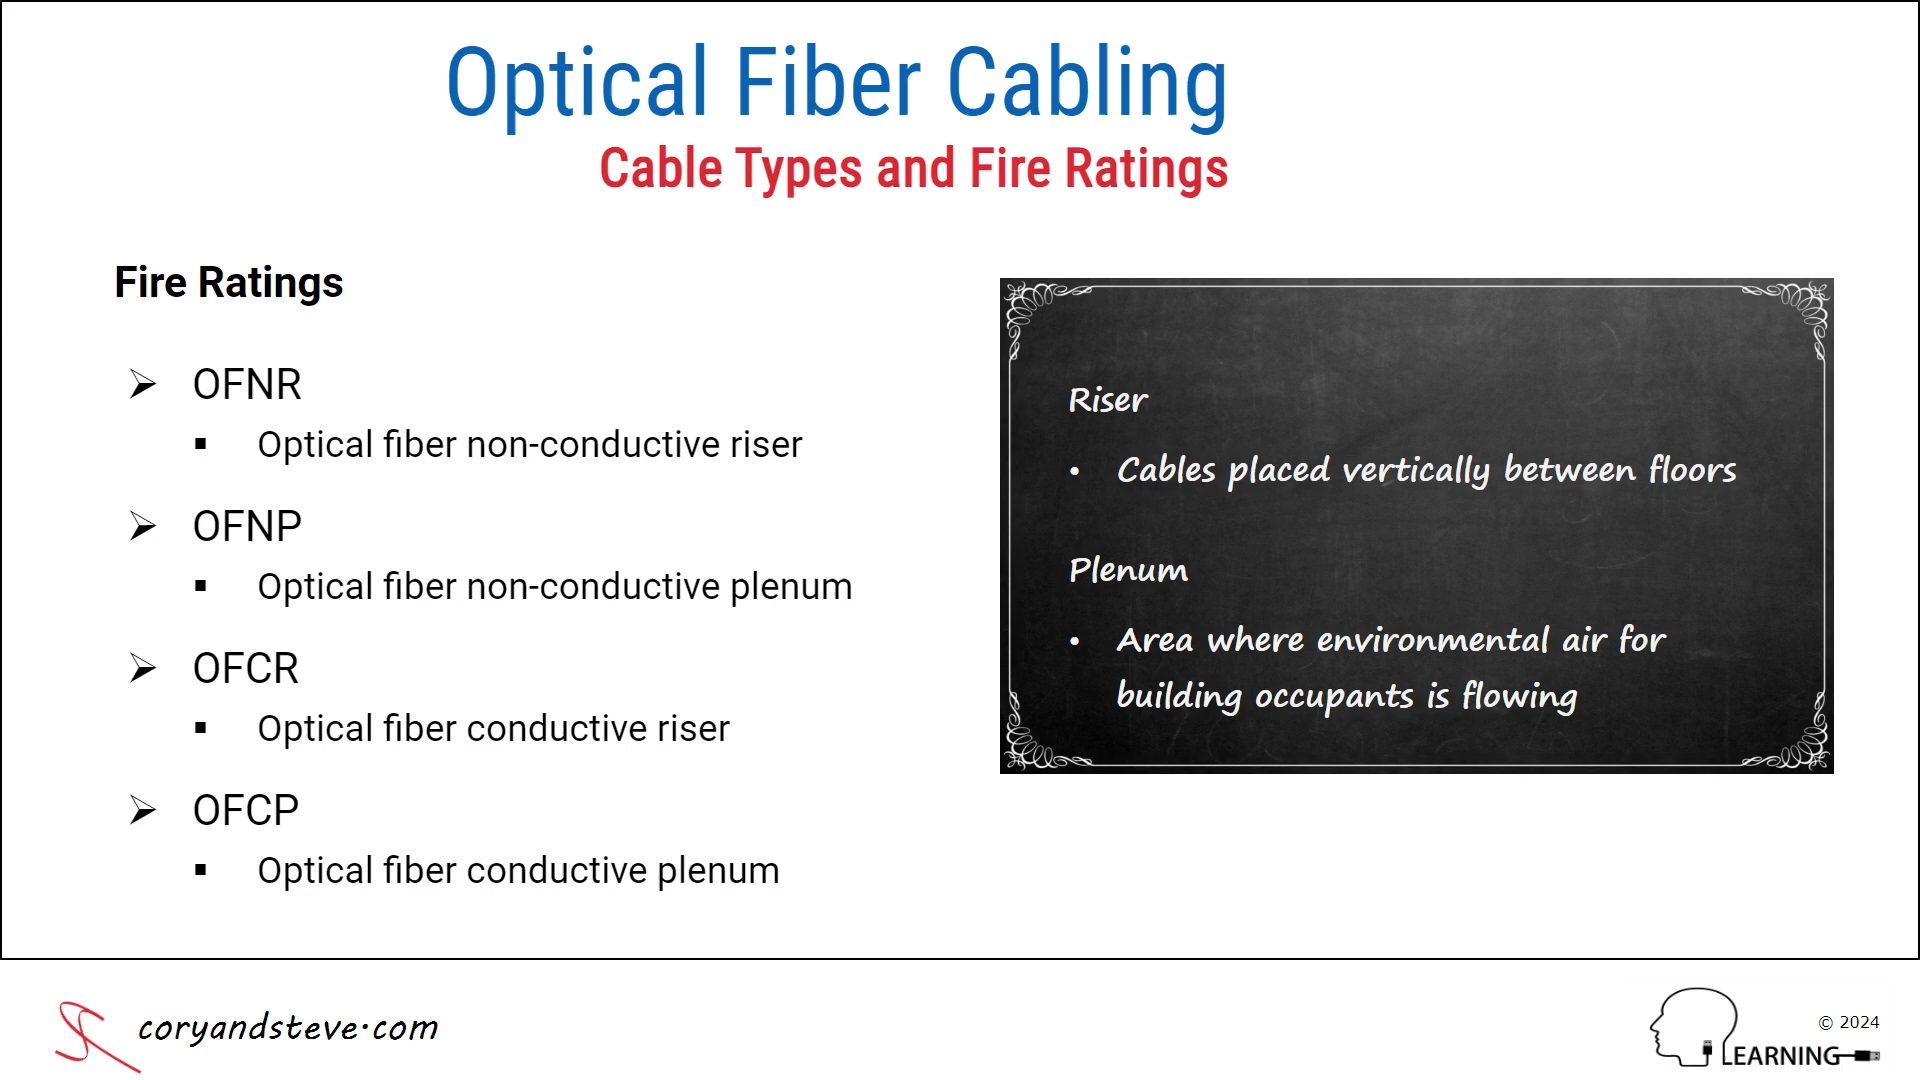 Optical Fiber Cabling
Cable Types and Fire Ratings
Fire Ratings
OFNR
Optical fiber non-conductive riser
OFNP
Optical fiber non-conductive plenum
OFCR
Optical fiber conductive riser
OFCP
Optical fiber conductive plenum
Riser
• Cables placed vertically between floors
Plenum
• Area where environmental air for
building occupants is flowing
coryandsteve.com
© 2024
LEARNING